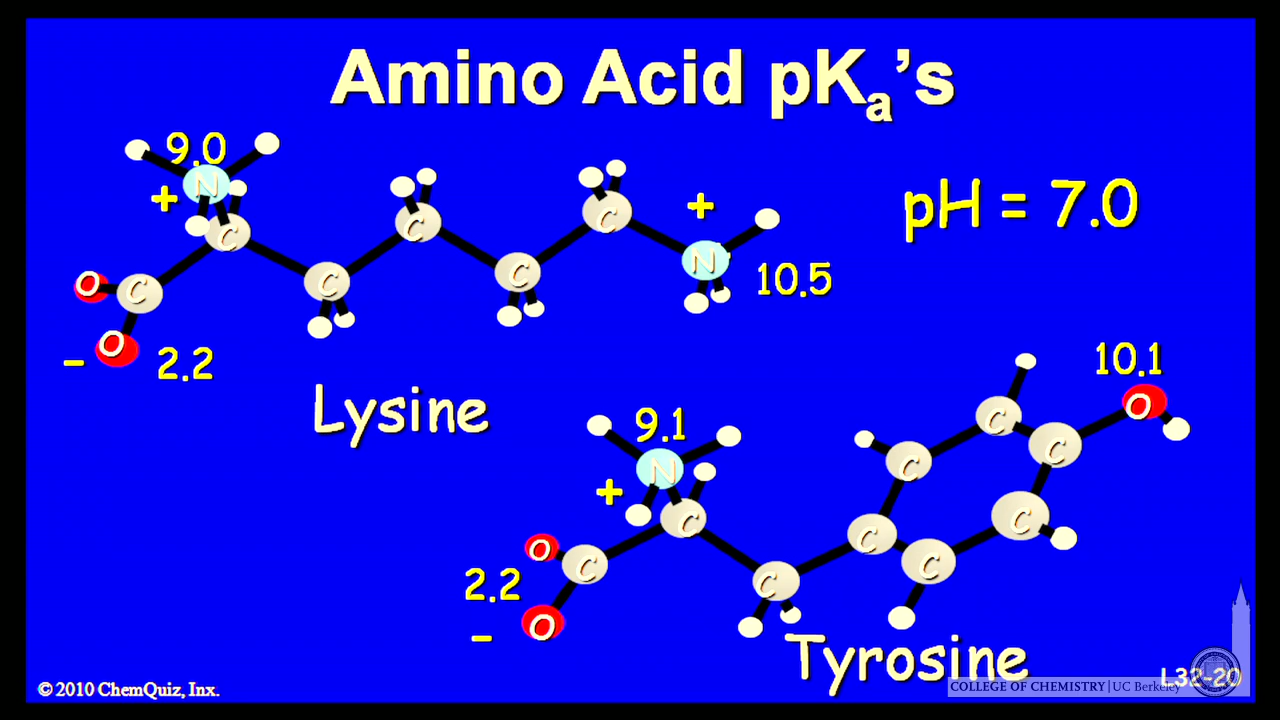 Amino Acid pKa's
9.0
N
+
+
pH = 7.0
C
C
C
N
10.5
O
C
C
C
O
-
2.2
10.1
Lysine
9.1
O
C
C
N
C
+
C
C
C
O
C
C
2.2
C
O
-
Tyrosine
L32-20
© 2010 ChemQuiz, Inx.
COLLEGE OF CHEMISTRY | UC Berkeley